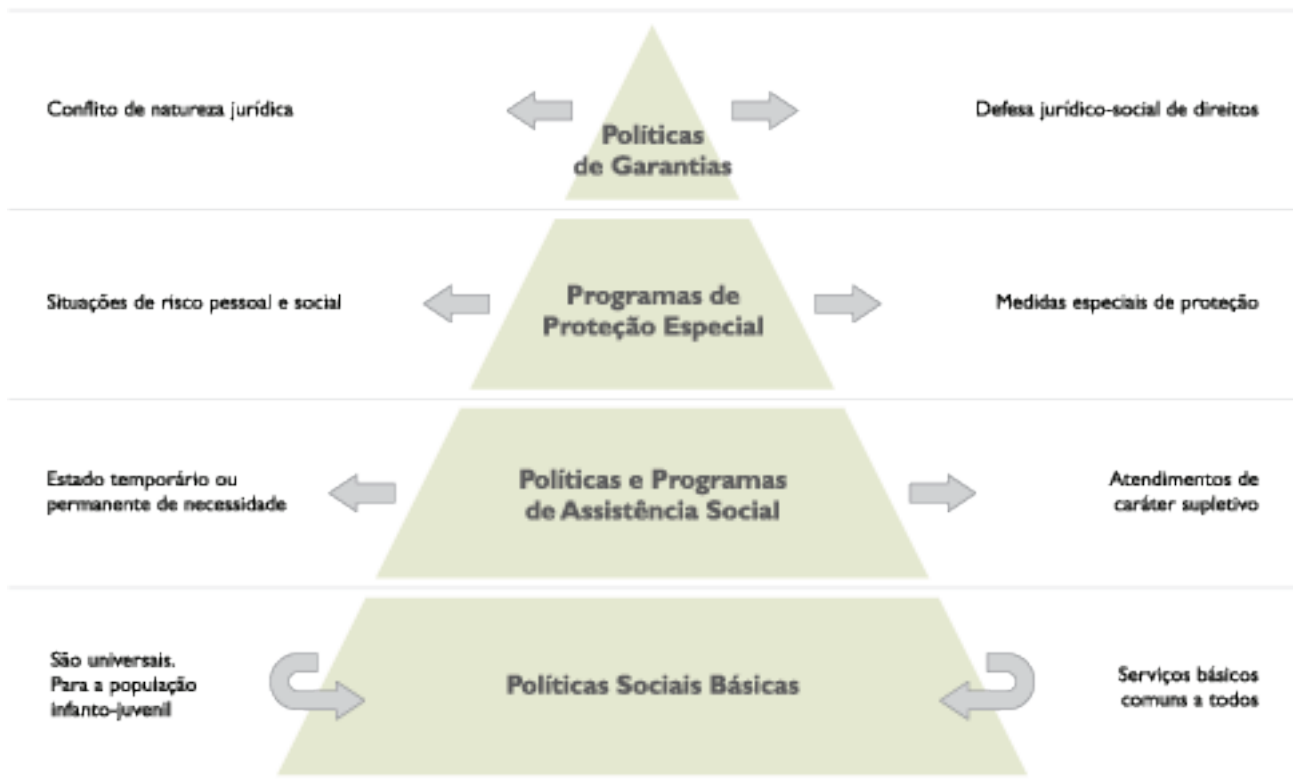 Conflito de natureza jurídica
Políticas
de Garantias
Defesa jurídico-social de direitos
Situações de risco pessoal e social
Programas de
Proteção Especial
Medidas especiais de proteção
Estado temporário ou
permanente de necessidade
Políticas e Programas
de Assistência Social
Atendimentos de
caráter supletivo
São universais.
Para a população
infanto-juvenil
Políticas Sociais Básicas
Serviços básicos
comuns a todos